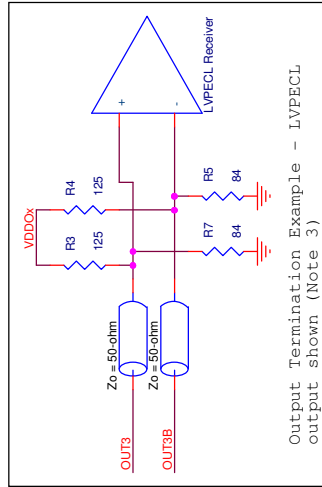 VDDOx
R3
125
R4
125
Zo = 50-ohm
Zo = 50-ohm
OUT3
OUT3B
R7
84
R5
84
+
-
LVPECL Receiver
Output Termination Example - LVPECL
output shown (Note 3)